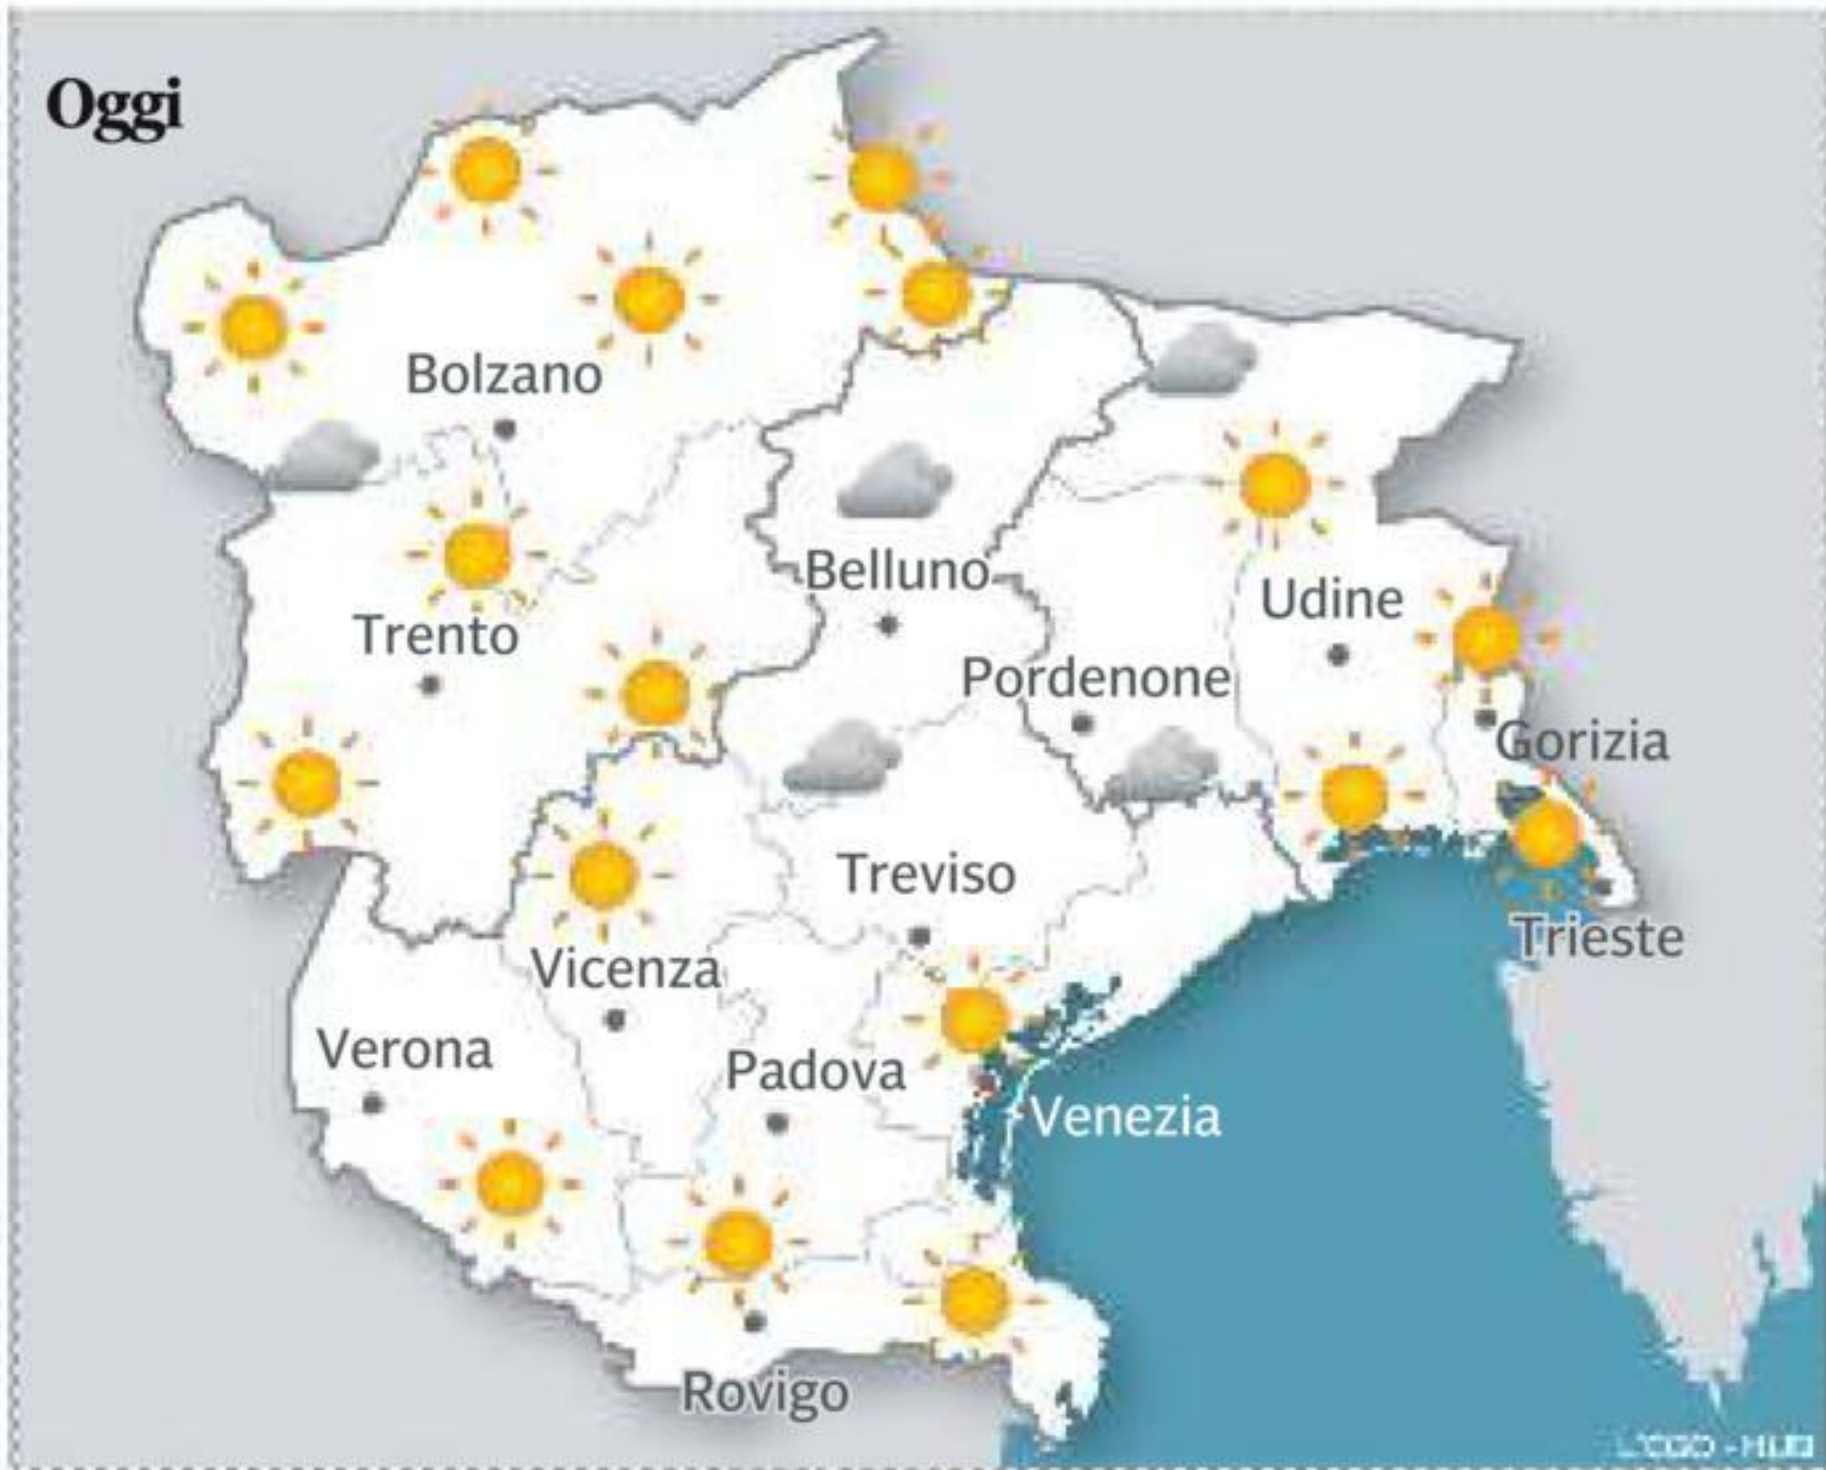 Oggi
Bolzano
Belluno
Trento
Udine
Pordenone
Gorizia
Treviso
Trieste
Vicenza
Verona
Padova
Venezia
Rovigo